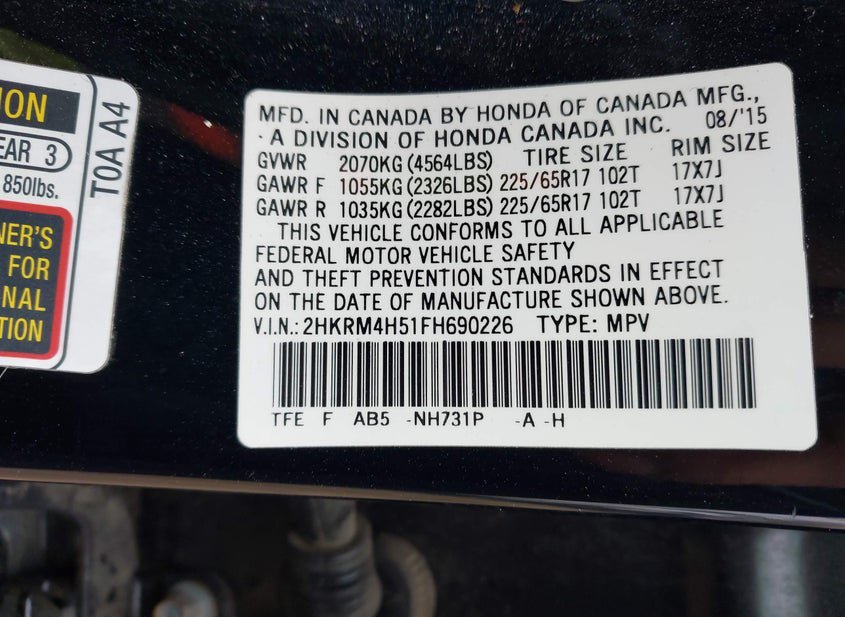 ION
EAR 3
850lbs.
NER'S
FOR
NAL
TION
T0A A4
MFD. IN CANADA BY HONDA OF CANADA MFG.,
A DIVISION OF HONDA CANADA INC. 08/'15
GVWR 2070KG (4564LBS) TIRE SIZE RIM SIZE
GAWR F 1055KG (2326LBS) 225/65R17 102T 17X7J
GAWR R 1035KG (2282LBS) 225/65R17 102T 17X7J
THIS VEHICLE CONFORMS TO ALL APPLICABLE
FEDERAL MOTOR VEHICLE SAFETY
AND THEFT PREVENTION STANDARDS IN EFFECT
ON THE DATE OF MANUFACTURE SHOWN ABOVE.
V.I.N.: 2HKRM4H51FH690226 TYPE: MPV
TFE F AB5 -NH731P -A -H